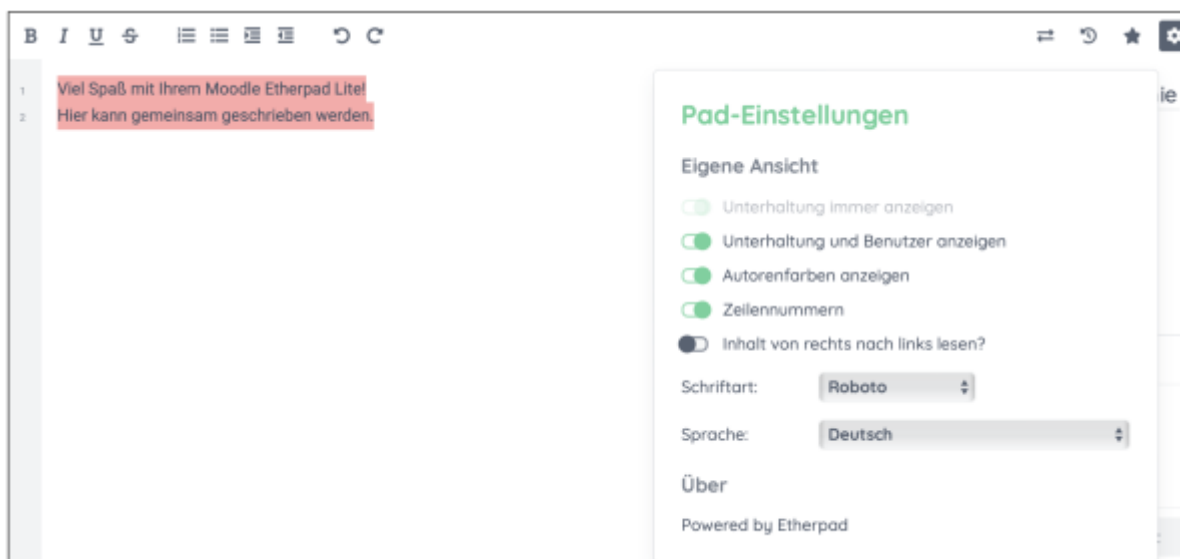 B I U S
1 Viel Spaß mit Ihrem Moodle Etherpad Lite!
2 Hier kann gemeinsam geschrieben werden.
ie
Pad-Einstellungen
Eigene Ansicht
Unterhaltung immer anzeigen
Unterhaltung und Benutzer anzeigen
Autorenfarben anzeigen
Zeilennummern
Inhalt von rechts nach links lesen?
Schriftart: Roboto
Sprache: Deutsch
Über
Powered by Etherpad